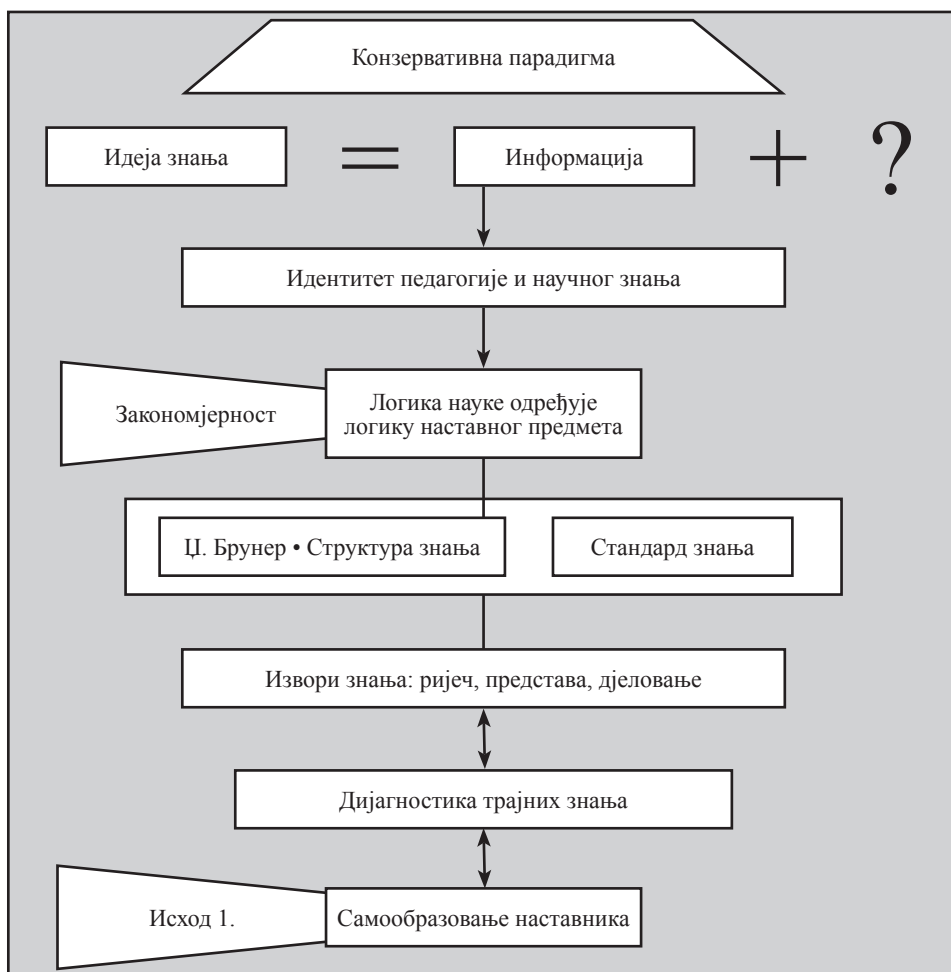 Конзервативна парадигма
Идеја знања = Информација + ?
Идентитет педагогије и научног знања
Закономјерност
Логика науке одређује
логику наставног предмета
Џ. Брунер • Структура знања
Стандард знања
Извори знања: ријеч, представа, дјеловање
Дијагностика трајних знања
Исход 1.
Самообразовање наставника